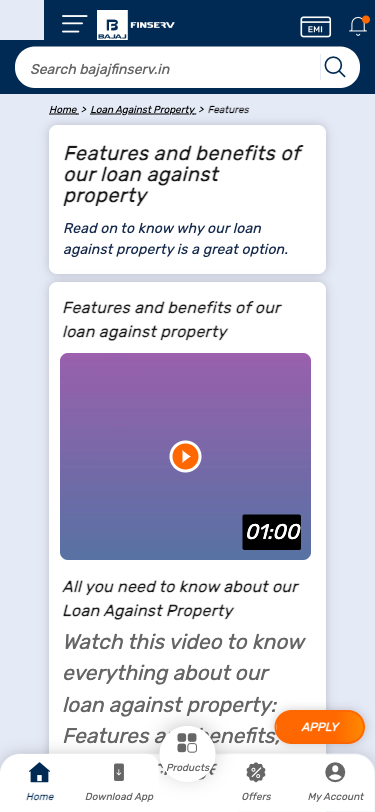 BAJAJ
FINSERV
EMI
Search bajajfinserv.in
Home > Loan Against Property > Features
Features and benefits of
our loan against
property
Read on to know why our loan
against property is a great option.
Features and benefits of our
loan against property
01:00
All you need to know about our
Loan Against Property
Watch this video to know
everything about our
loan against property:
Features and benefits,
APPLY
Home
Download App
Products
Offers
My Account